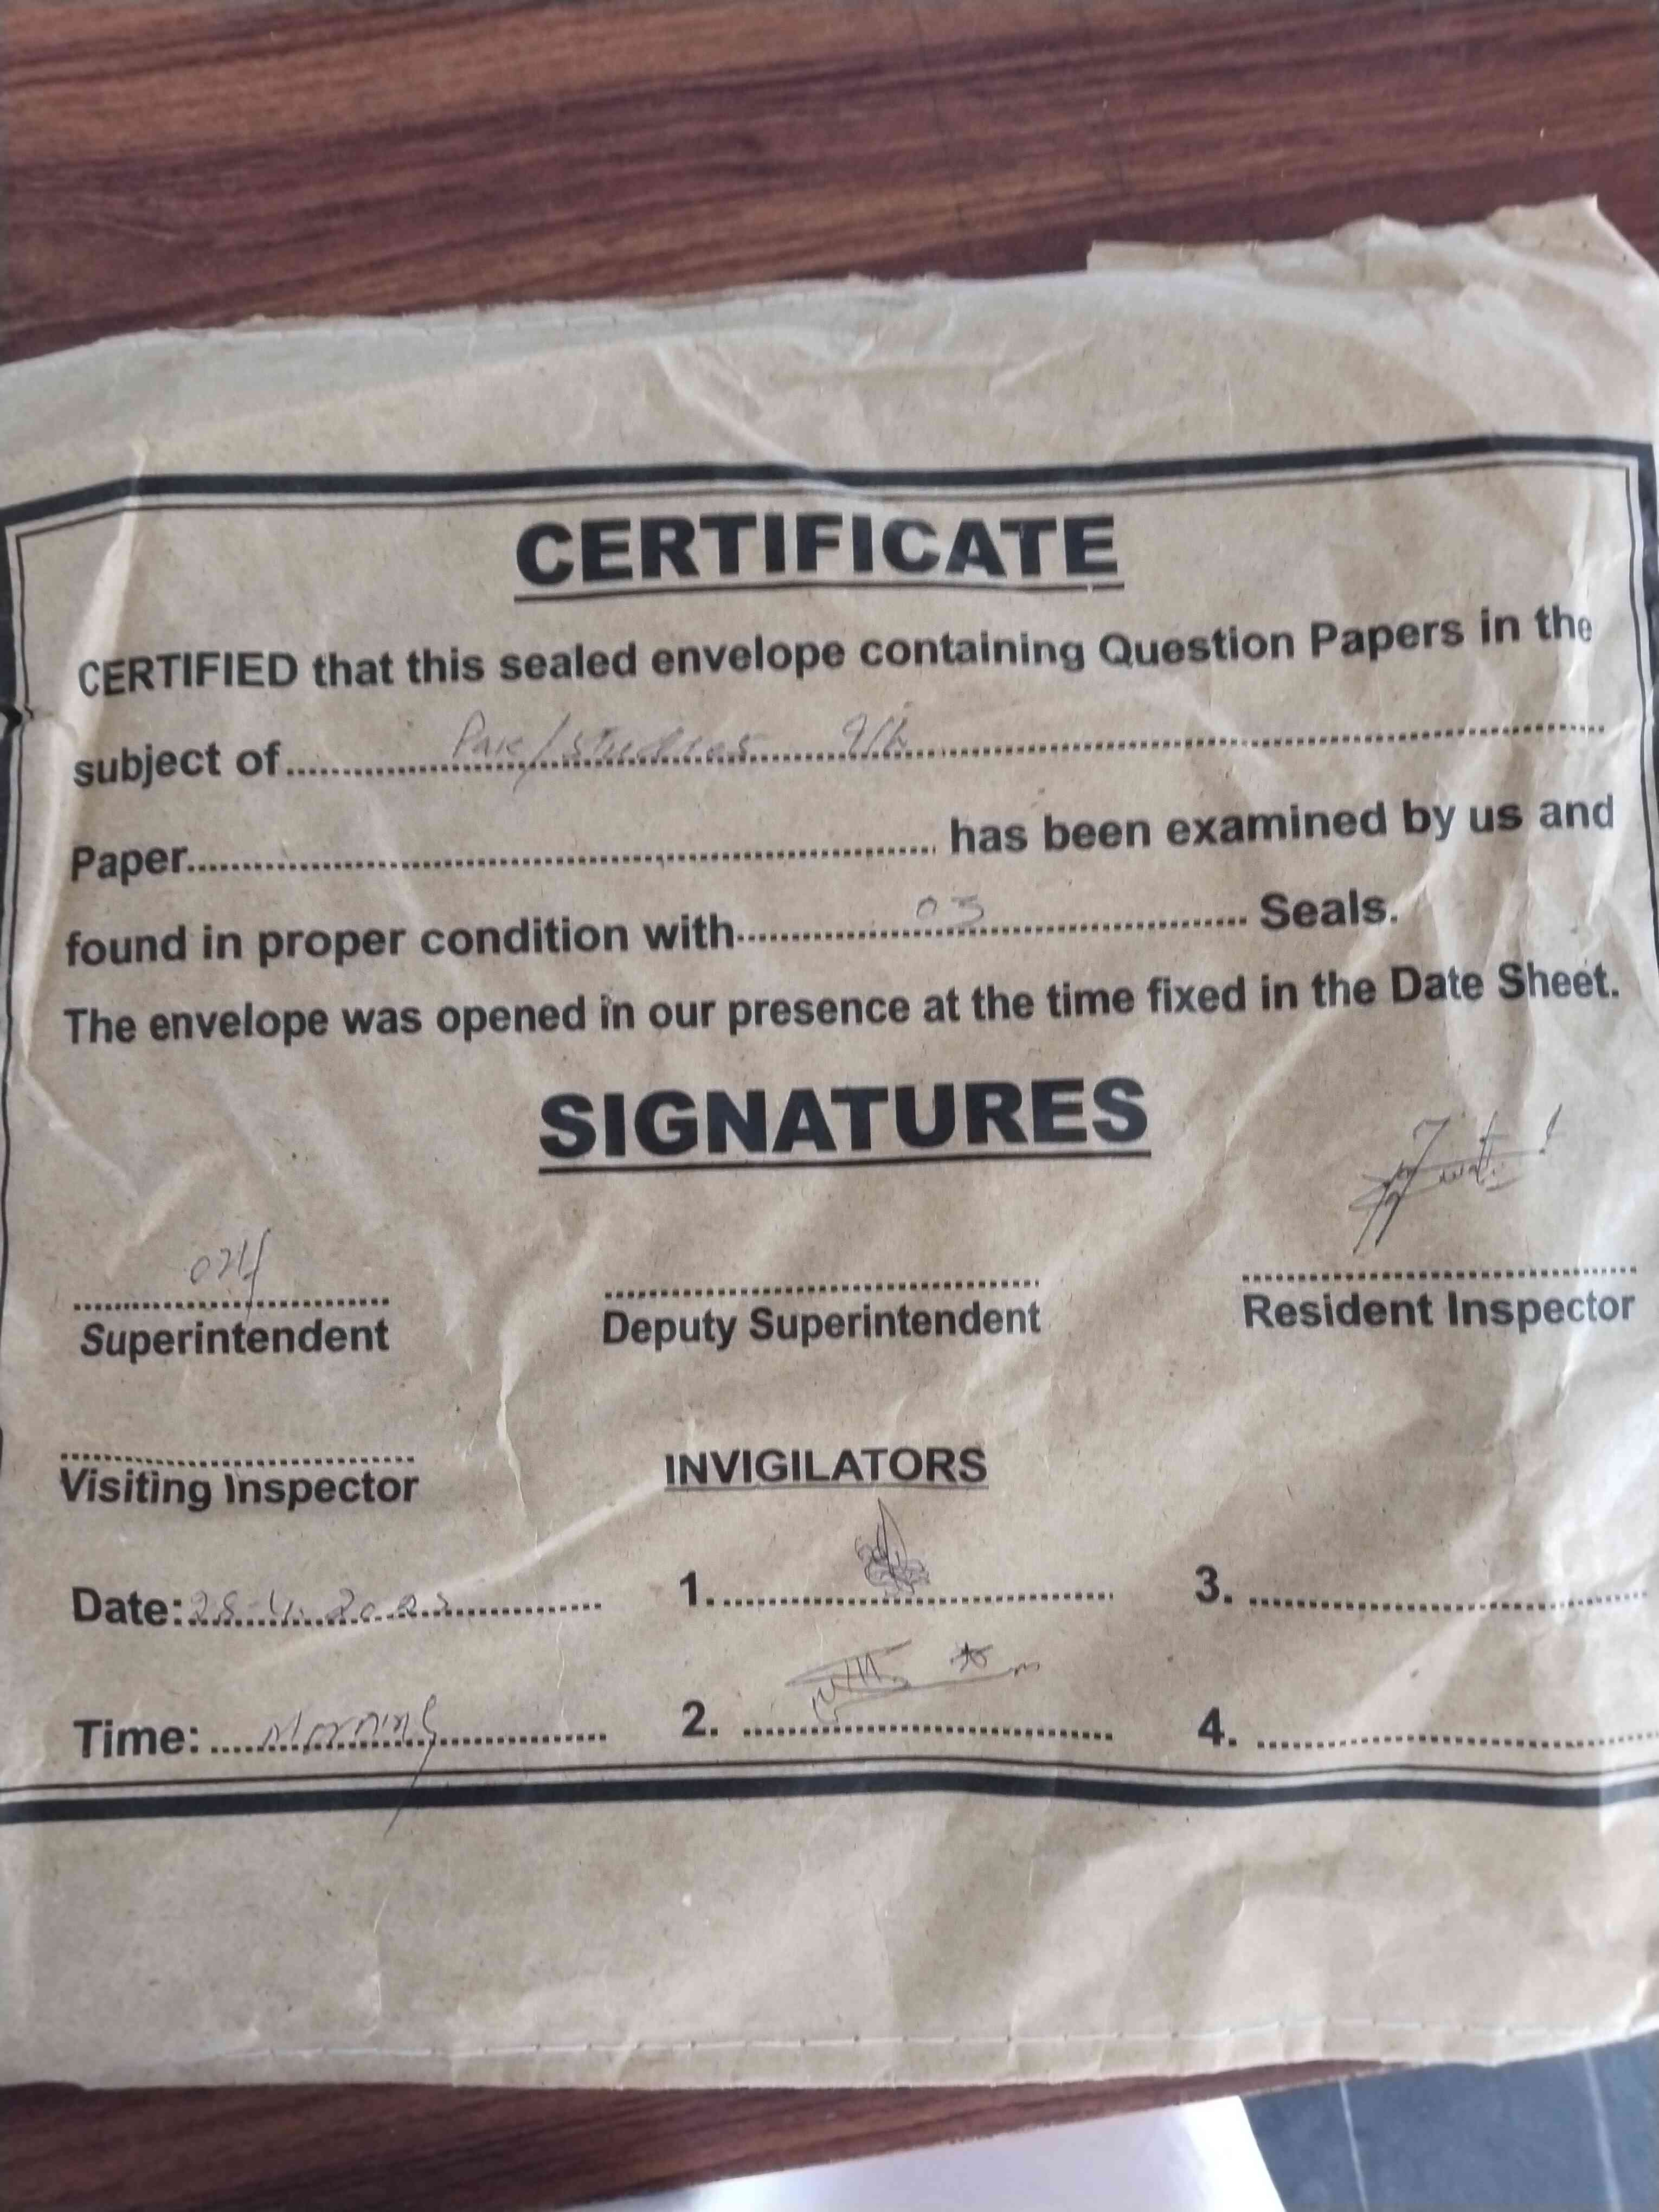 CERTIFICATE
CERTIFIED that this sealed envelope containing Question Papers in the
subject of.......Pak/Studies 9th.......
Paper.............. has been examined by us and
found in proper condition with.......03....... Seals.
The envelope was opened in our presence at the time fixed in the Date Sheet.
SIGNATURES
Superintendent Deputy Superintendent Resident Inspector
Visiting Inspector INVIGILATORS
Date: 1. 3.
Time: ....Morning.... 2. 4.